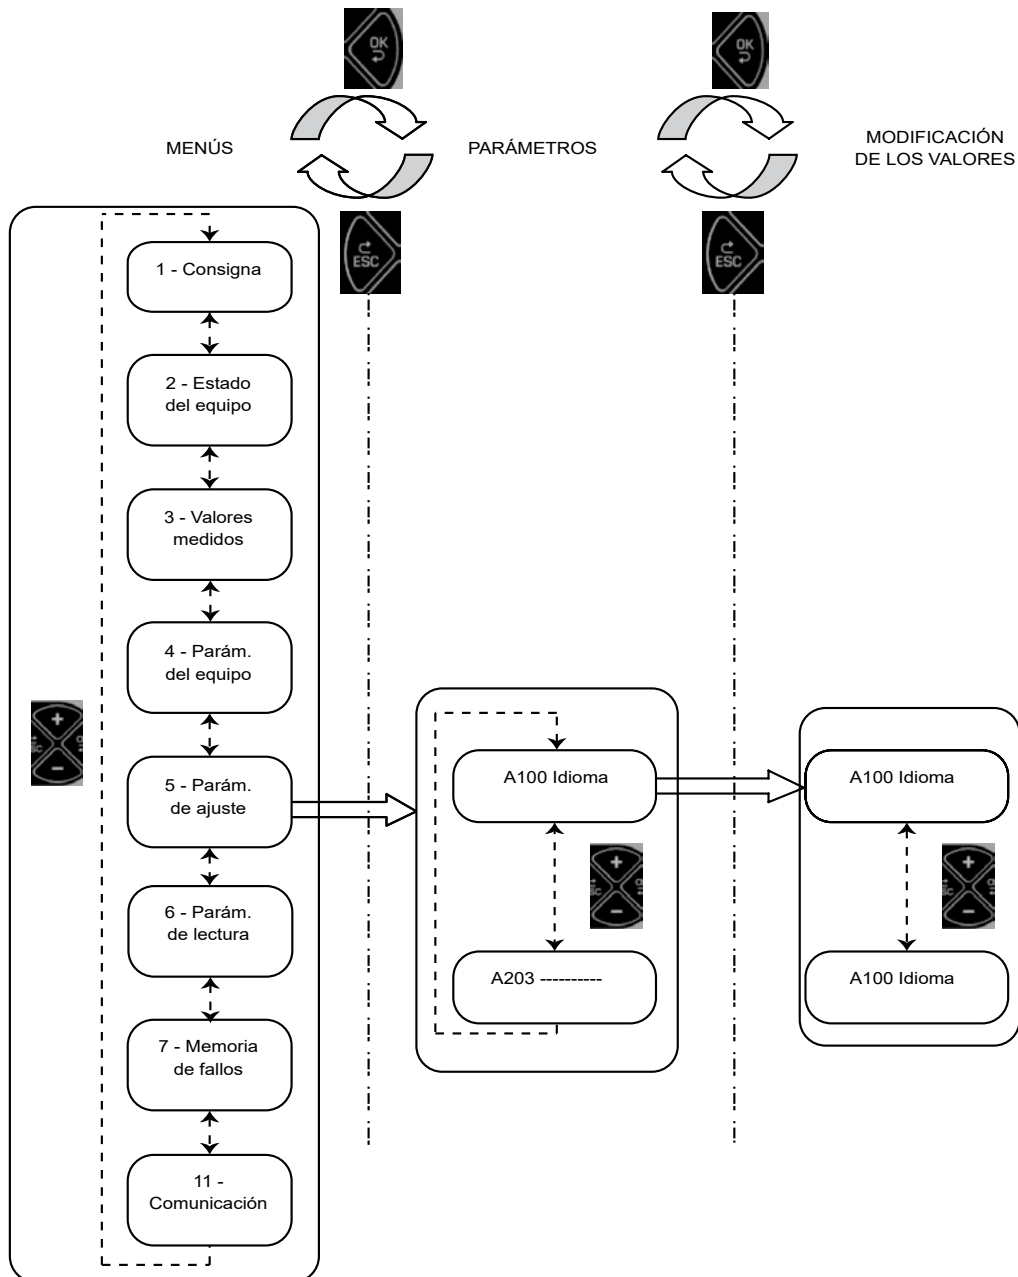 OK
OK
MENÚS
PARÁMETROS
MODIFICACIÓN
DE LOS VALORES
ESC
ESC
1 - Consigna
2 - Estado
del equipo
3 - Valores
medidos
4 - Parám.
del equipo
+
-
5 - Parám.
de ajuste
A100 Idioma
A100 Idioma
+
-
+
-
6 - Parám.
de lectura
A203 ----------
A100 Idioma
7 - Memoria
de fallos
11 -
Comunicación